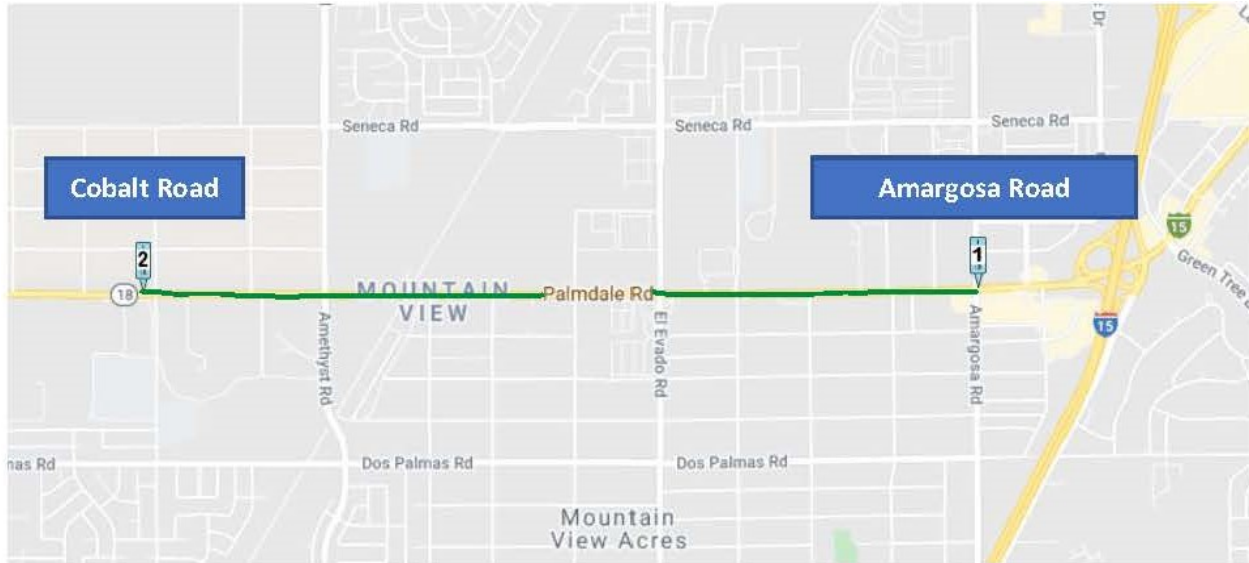 Seneca Rd
Seneca Rd
Seneca Rd
Cobalt Road
Amargosa Road
2
1
15
Green Tree
18
MOUNTAIN
VIEW
Palmdale Rd
15
Amethyst Rd
El Evado Rd
Amargosa Rd
nas Rd
Dos Palmas Rd
Dos Palmas Rd
Mountain
View Acres
Dr